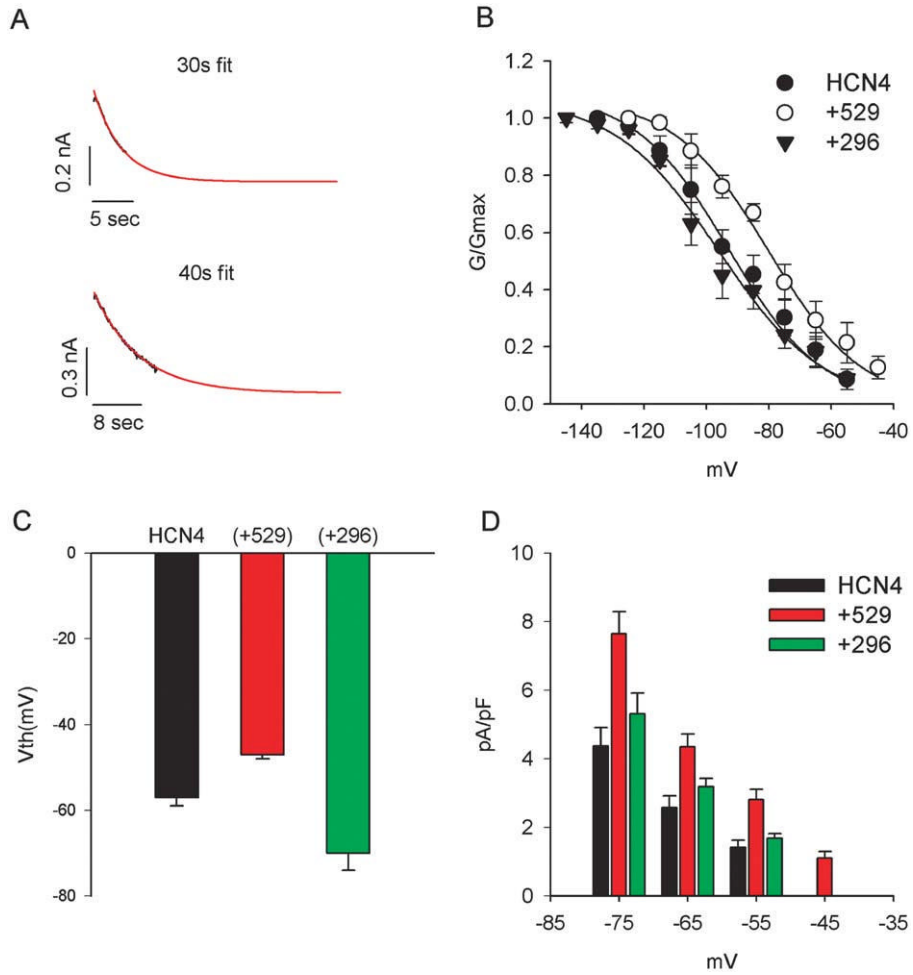 A
30s fit
0.2 nA
5 sec
40s fit
0.3 nA
8 sec
B
HCN4
+529
+296
1.2
1.0
0.8
0.6
0.4
0.2
0.0
G/Gmax
-140 -120 -100 -80 -60 -40
mV
C
HCN4 (+529) (+296)
0
-20
-40
-60
-80
Vth(mV)
D
HCN4
+529
+296
10
8
6
4
2
0
pA/pF
-85 -75 -65 -55 -45 -35
mV